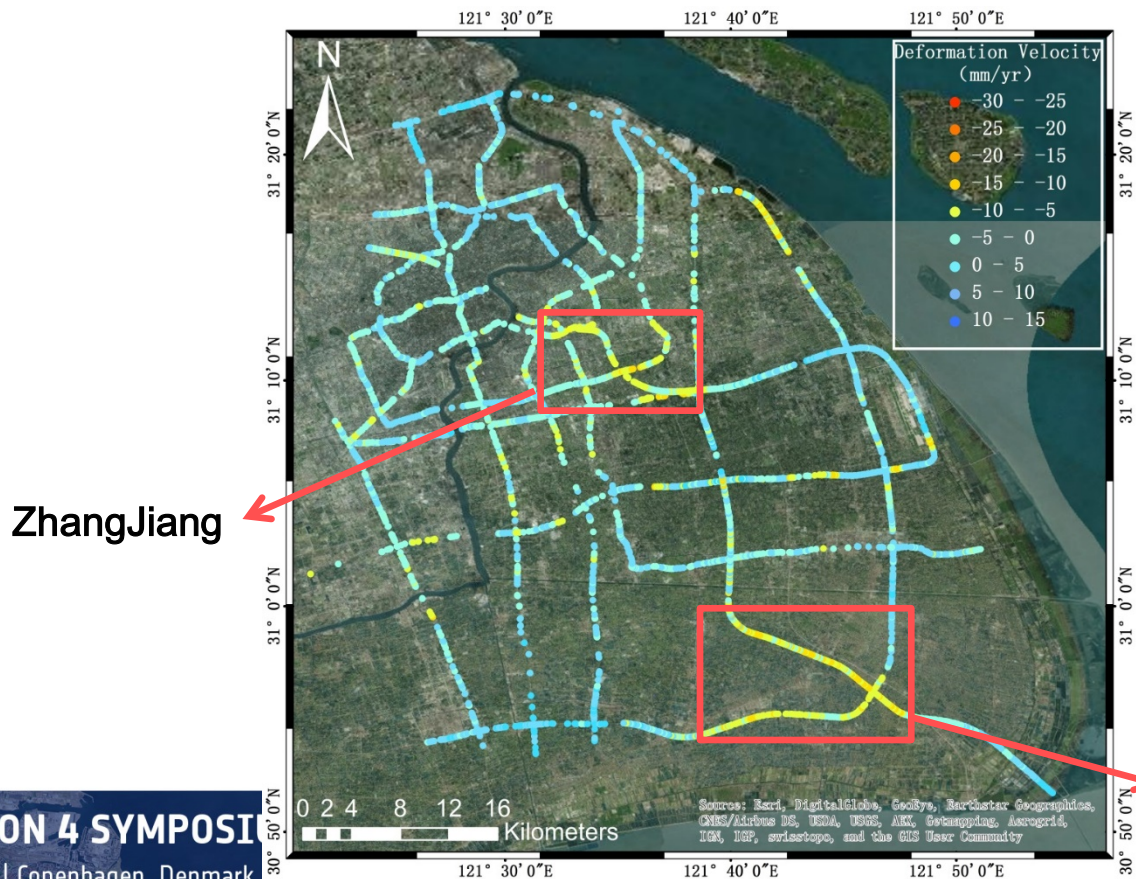 121° 30′ 0″E
121° 40′ 0″E
121° 50′ 0″E
N
Deformation Velocity
(mm/yr)
-30 - -25
-25 - -20
-20 - -15
-15 - -10
-10 - -5
-5 - 0
0 - 5
5 - 10
10 - 15
31° 20′ 0″N
31° 20′ 0″N
31° 10′ 0″N
31° 10′ 0″N
ZhangJiang
31° 0′ 0″N
31° 0′ 0″N
30° 50′ 0″N
30° 50′ 0″N
0 2 4 8 12 16
Kilometers
Source: Esri, DigitalGlobe, GeoEye, Earthstar Geographics,
CNES/Airbus DS, USDA, USGS, AEX, Getmapping, Aerogrid,
IGN, IGP, swisstopo, and the GIS User Community
ON 4 SYMPOSIU
Copenhagen, Denmark
121° 30′ 0″E
121° 40′ 0″E
121° 50′ 0″E